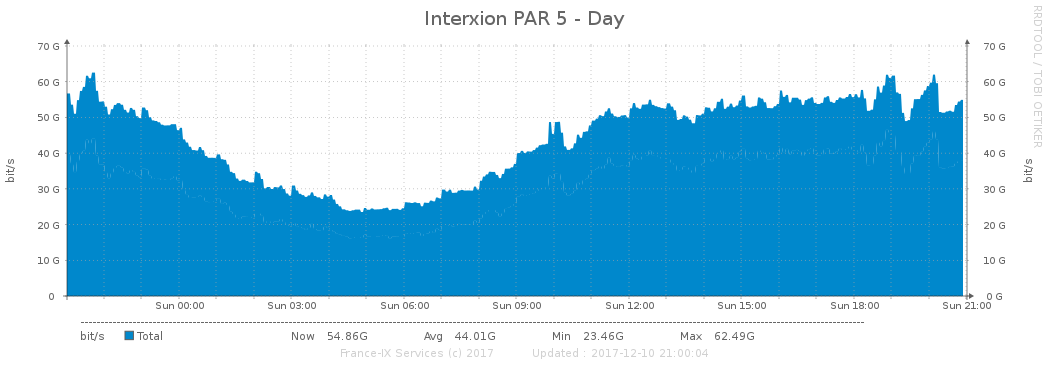 Interxion PAR 5 - Day
RRDTOOL / TOBI OETIKER
70 G 70 G
60 G 60 G
50 G 50 G
40 G 40 G
30 G 30 G
20 G 20 G
10 G 10 G
0 0 G
bit/s bit/s
Sun 00:00 Sun 03:00 Sun 06:00 Sun 09:00 Sun 12:00 Sun 15:00 Sun 18:00 Sun 21:00
bit/s Total Now 54.86G Avg 44.01G Min 23.46G Max 62.49G
France-IX Services (c) 2017 Updated : 2017-12-10 21:00:04